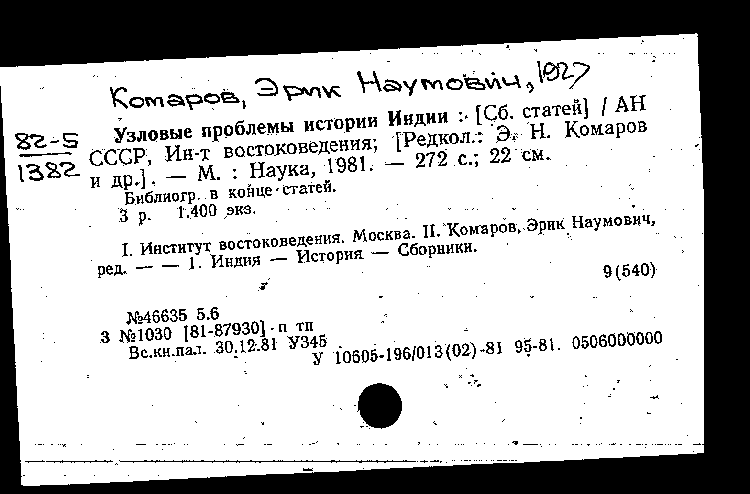 Комаров, Эрик Наумович, 1927
82-5
1382
Узловые проблемы истории Индии : [Сб. статей] / АН
СССР, Ин-т востоковедения; [Редкол.: Э. Н. Комаров
и др.]. — М. : Наука, 1981. — 272 с.; 22 см.
Библиогр. в конце статей.
3 р. 1.400 экз.
I. Институт востоковедения. Москва. II. Комаров, Эрик Наумович,
ред. — — 1. Индия — История — Сборники.
9(540)
№46635 5.6
З №1030 [81-87930] п тп
Вс.кн.пал. 30.12.81 У345
У 10605-196/013(02)-81 95-81. 0506000000